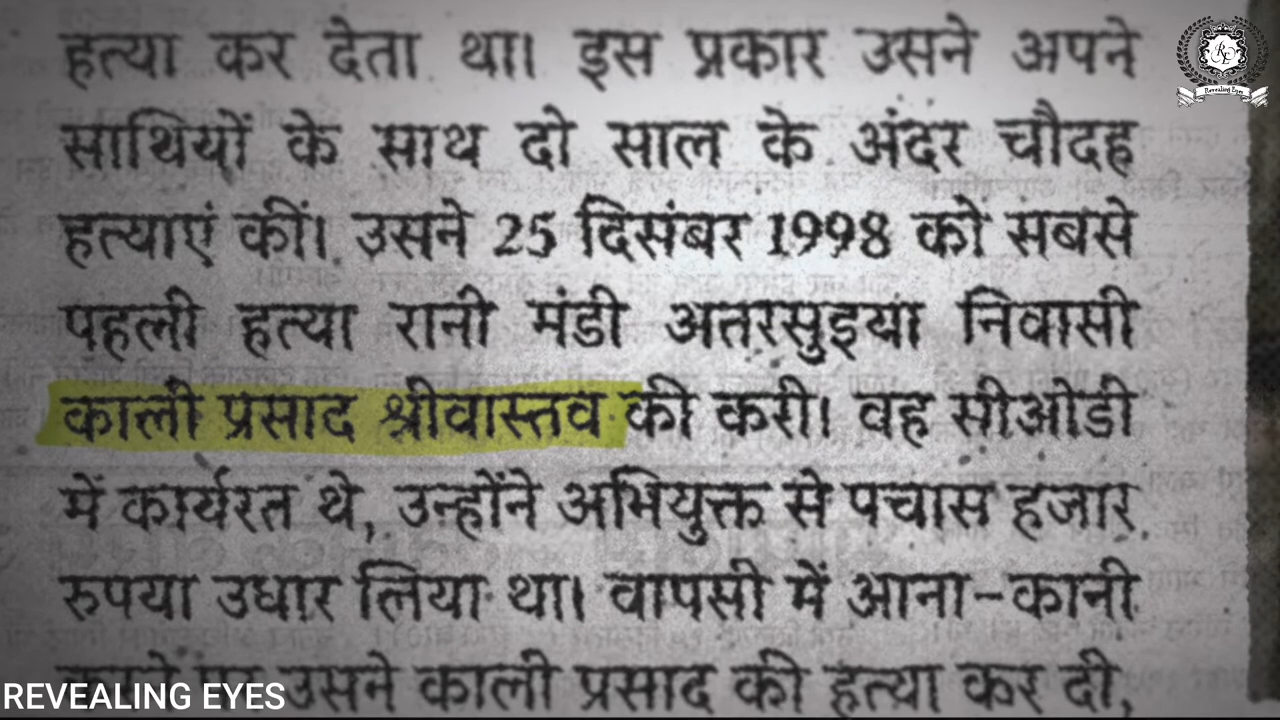 हत्या कर देता था। इस प्रकार उसने अपने
साथियों के साथ दो साल के अंदर चौदह
हत्याएं कीं। उसने 25 दिसंबर 1998 को सबसे
पहली हत्या रानी मंडी अतरसुइया निवासी
काली प्रसाद श्रीवास्तव की करी। वह सीओडी
में कार्यरत थे, उन्होंने अभियुक्त से पचास हजार
रुपया उधार लिया था। वापसी में आना-कानी
उसने काली प्रसाद की हत्या कर दी,
REVEALING EYES
Revealing Eyes